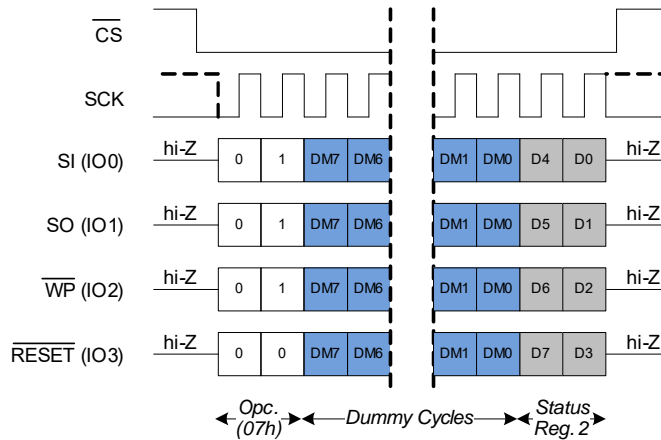 CS
SCK
hi-Z hi-Z
SI (IO0) 0 1 DM7 DM6 DM1 DM0 D4 D0
hi-Z hi-Z
SO (IO1) 0 1 DM7 DM6 DM1 DM0 D5 D1
hi-Z hi-Z
WP (IO2) 0 1 DM7 DM6 DM1 DM0 D6 D2
hi-Z hi-Z
RESET (IO3) 0 0 DM7 DM6 DM1 DM0 D7 D3
Opc. Dummy Cycles Status
(07h) Reg. 2